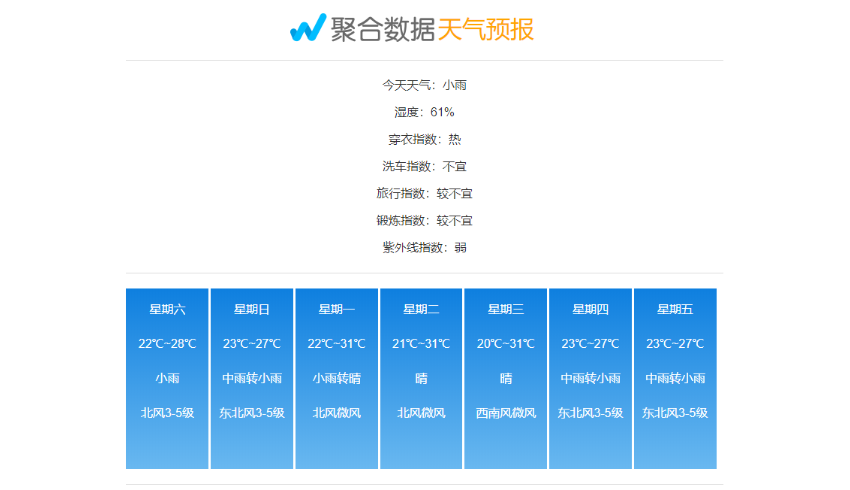 聚合数据天气预报
今天天气：小雨
湿度：61%
穿衣指数：热
洗车指数：不宜
旅行指数：较不宜
锻炼指数：较不宜
紫外线指数：弱
星期六
22℃~28℃
小雨
北风3-5级
星期日
23℃~27℃
中雨转小雨
东北风3-5级
星期一
22℃~31℃
小雨转晴
北风微风
星期二
21℃~31℃
晴
北风微风
星期三
20℃~31℃
晴
西南风微风
星期四
23℃~27℃
中雨转小雨
东北风3-5级
星期五
23℃~27℃
中雨转小雨
东北风3-5级